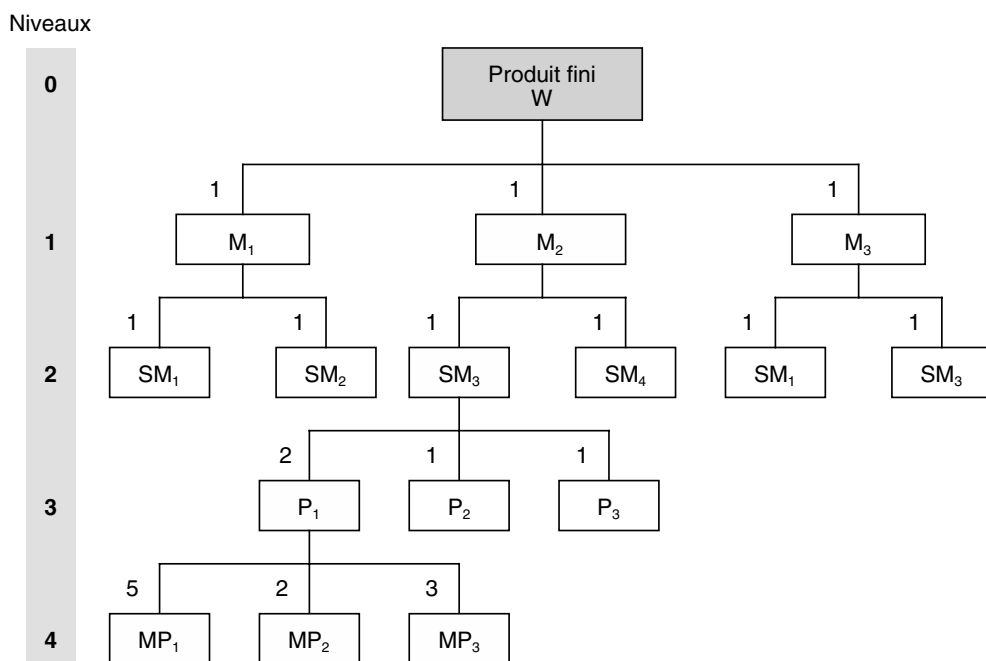 Niveaux
0
Produit fini
W
1 1 1
1
M₁ M₂ M₃
1 1 1 1 1 1
2
SM₁ SM₂ SM₃ SM₄ SM₁ SM₃
2 1 1
3
P₁ P₂ P₃
5 2 3
4
MP₁ MP₂ MP₃